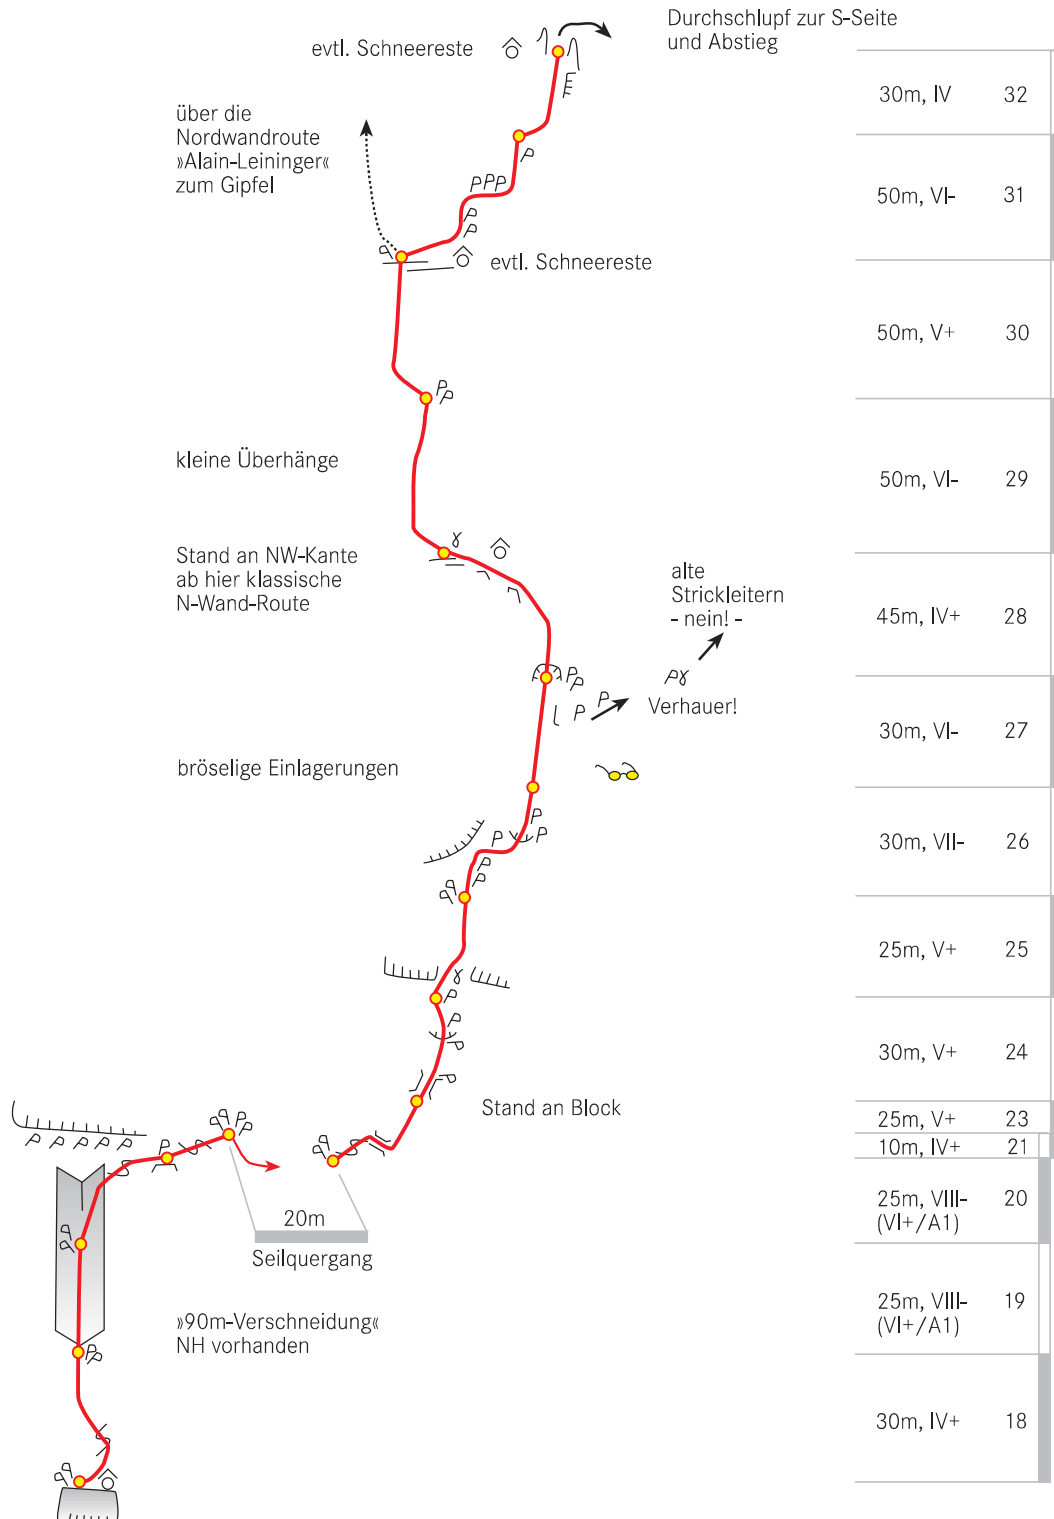 Durchschlupf zur S-Seite
und Abstieg
evtl. Schneereste
30m, IV 32
über die
Nordwandroute
»Alain-Leininger«
zum Gipfel
50m, VI- 31
evtl. Schneereste
50m, V+ 30
kleine Überhänge
50m, VI- 29
Stand an NW-Kante
ab hier klassische
N-Wand-Route
alte
Strickleitern
- nein! -
45m, IV+ 28
Verhauer!
30m, VI- 27
bröselige Einlagerungen
30m, VII- 26
25m, V+ 25
30m, V+ 24
Stand an Block
25m, V+ 23
10m, IV+ 21
25m, VIII- 20
(VI+/A1)
20m
Seilquergang
25m, VIII- 19
(VI+/A1)
»90m-Verschneidung«
NH vorhanden
30m, IV+ 18